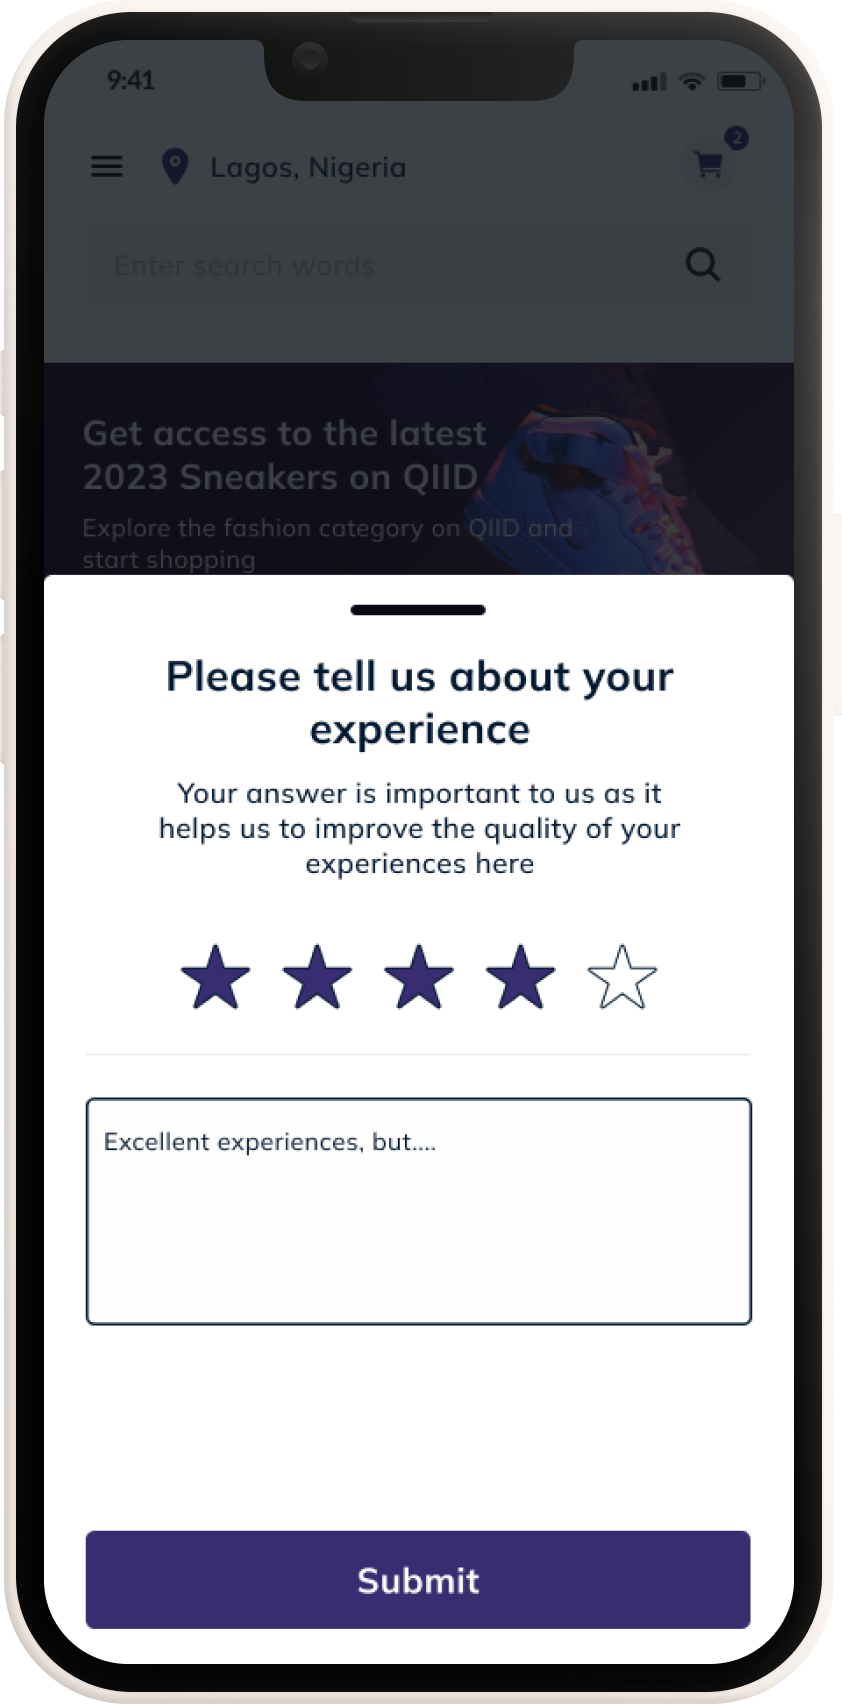 9:41
2
Lagos, Nigeria
Enter search words
Get access to the latest
2023 Sneakers on QIID
Explore the fashion category on QIID and
start shopping
Please tell us about your
experience
Your answer is important to us as it
helps us to improve the quality of your
experiences here
Excellent experiences, but....
Submit